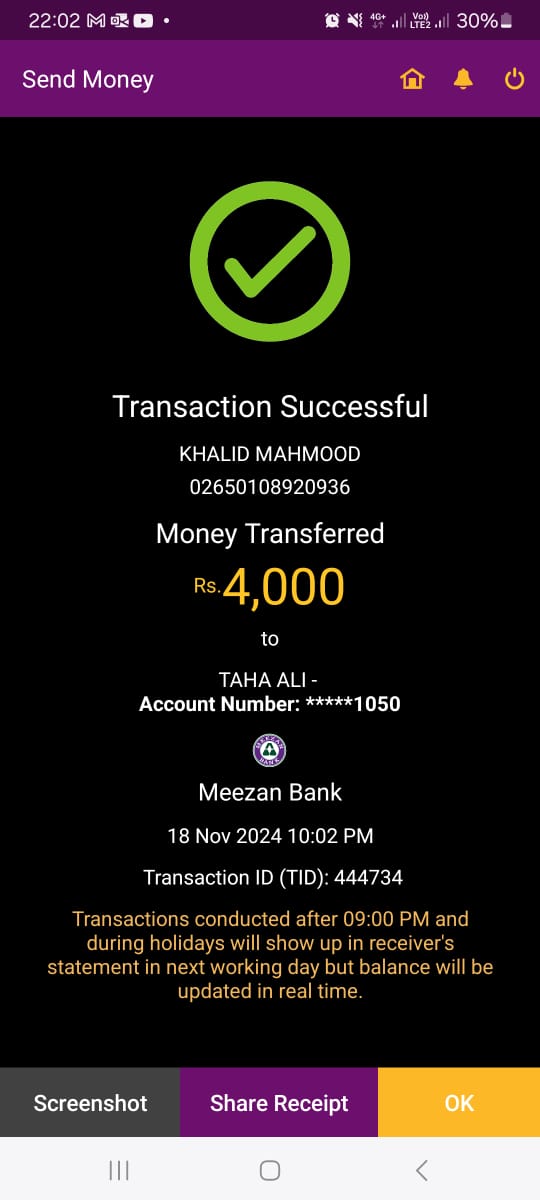 22:02
4G+ Vo)) LTE2 30%
Send Money
Transaction Successful
KHALID MAHMOOD
02650108920936
Money Transferred
Rs.4,000
to
TAHA ALI -
Account Number: *****1050
MEEZAN BANK
Meezan Bank
18 Nov 2024 10:02 PM
Transaction ID (TID): 444734
Transactions conducted after 09:00 PM and
during holidays will show up in receiver's
statement in next working day but balance will be
updated in real time.
Screenshot Share Receipt OK